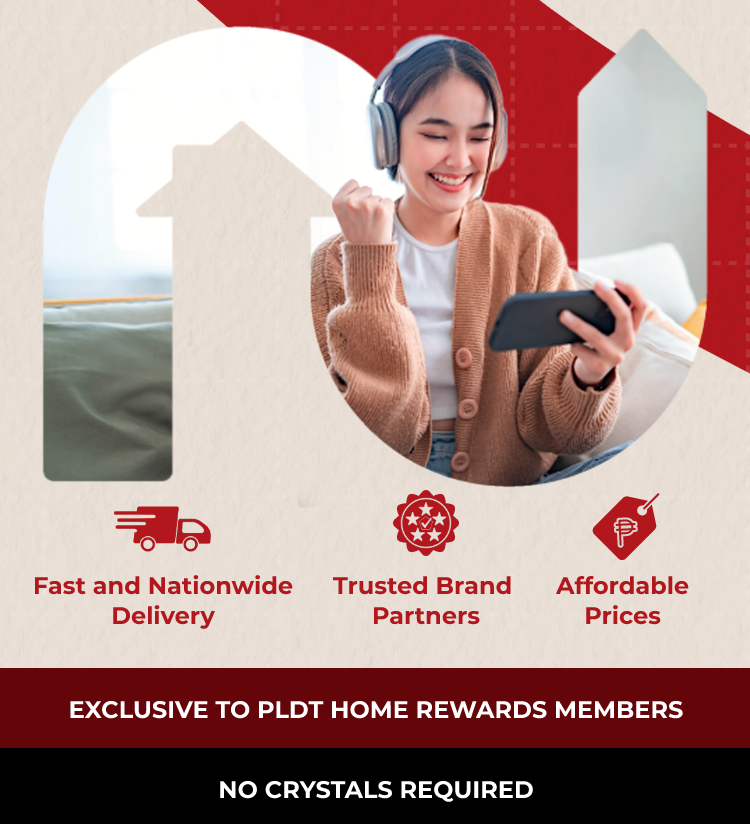 Fast and Nationwide
Delivery
Trusted Brand
Partners
Affordable
Prices
EXCLUSIVE TO PLDT HOME REWARDS MEMBERS
NO CRYSTALS REQUIRED